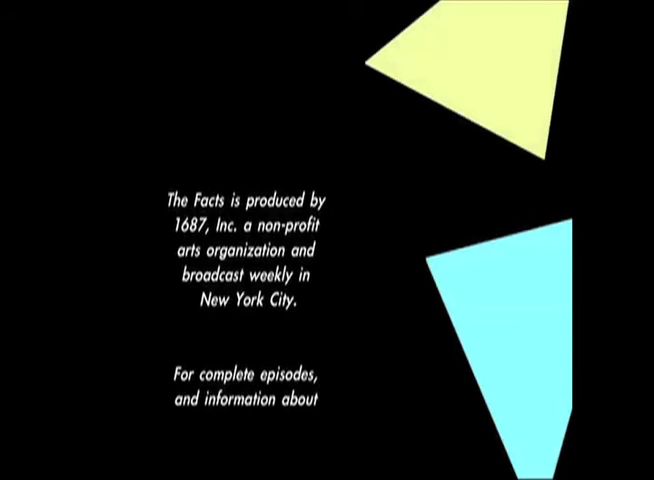 The Facts is produced by
1687, Inc. a non-profit
arts organization and
broadcast weekly in
New York City.
For complete episodes,
and information about